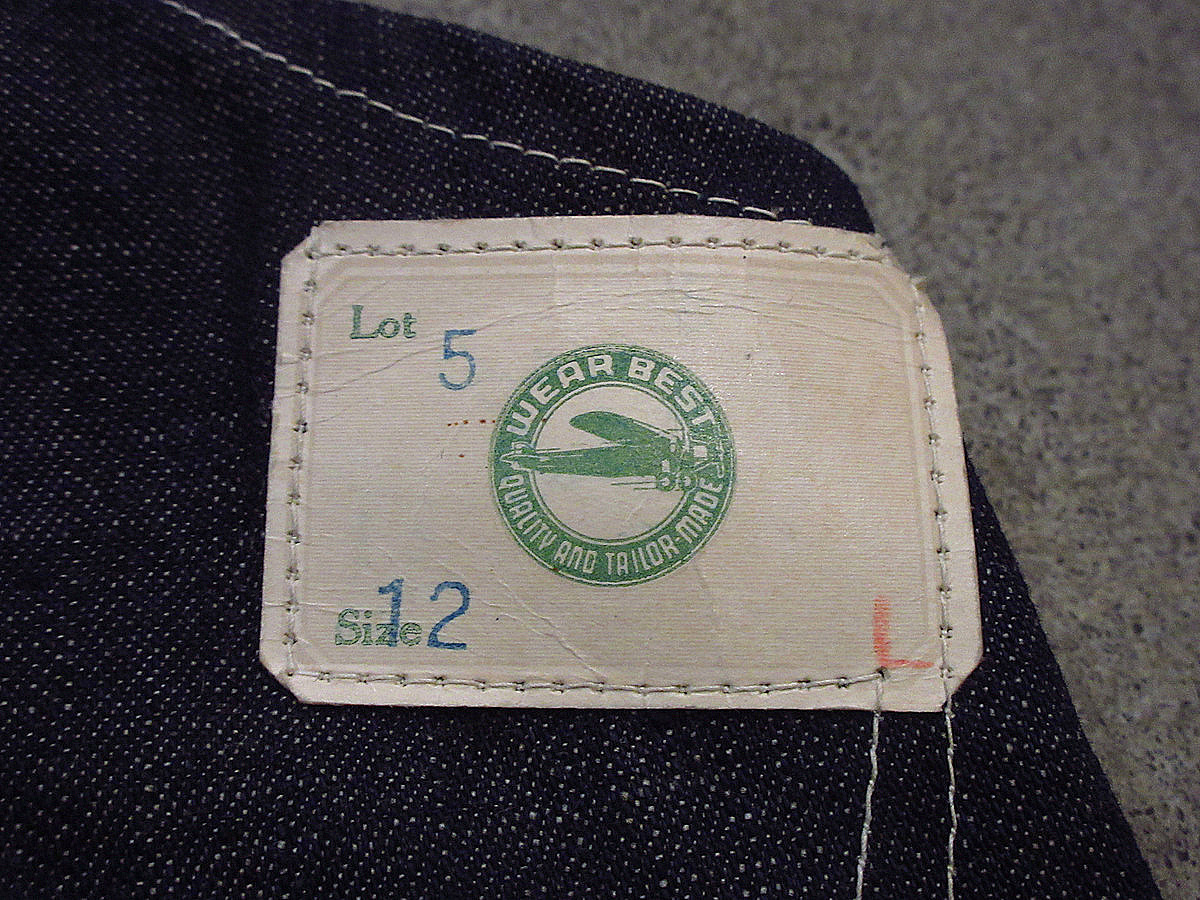 Lot 5
WEAR BEST
QUALITY AND TAILOR-MADE
Size 12
L